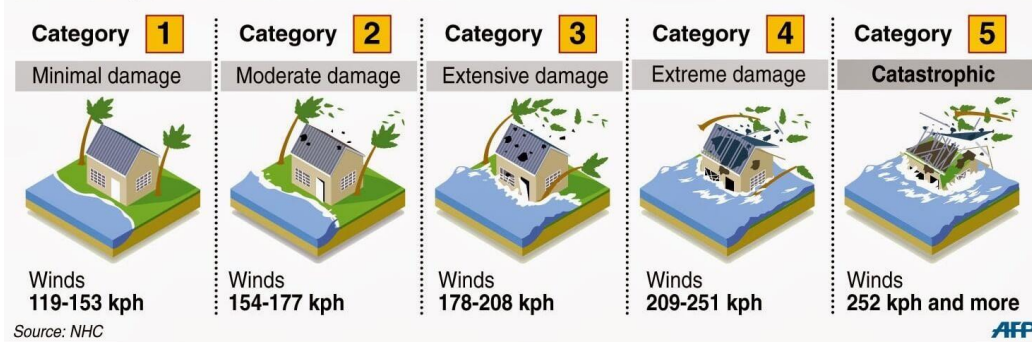 Category 1
Minimal damage
Winds
119-153 kph
Category 2
Moderate damage
Winds
154-177 kph
Category 3
Extensive damage
Winds
178-208 kph
Category 4
Extreme damage
Winds
209-251 kph
Category 5
Catastrophic
Winds
252 kph and more
Source: NHC
AFP